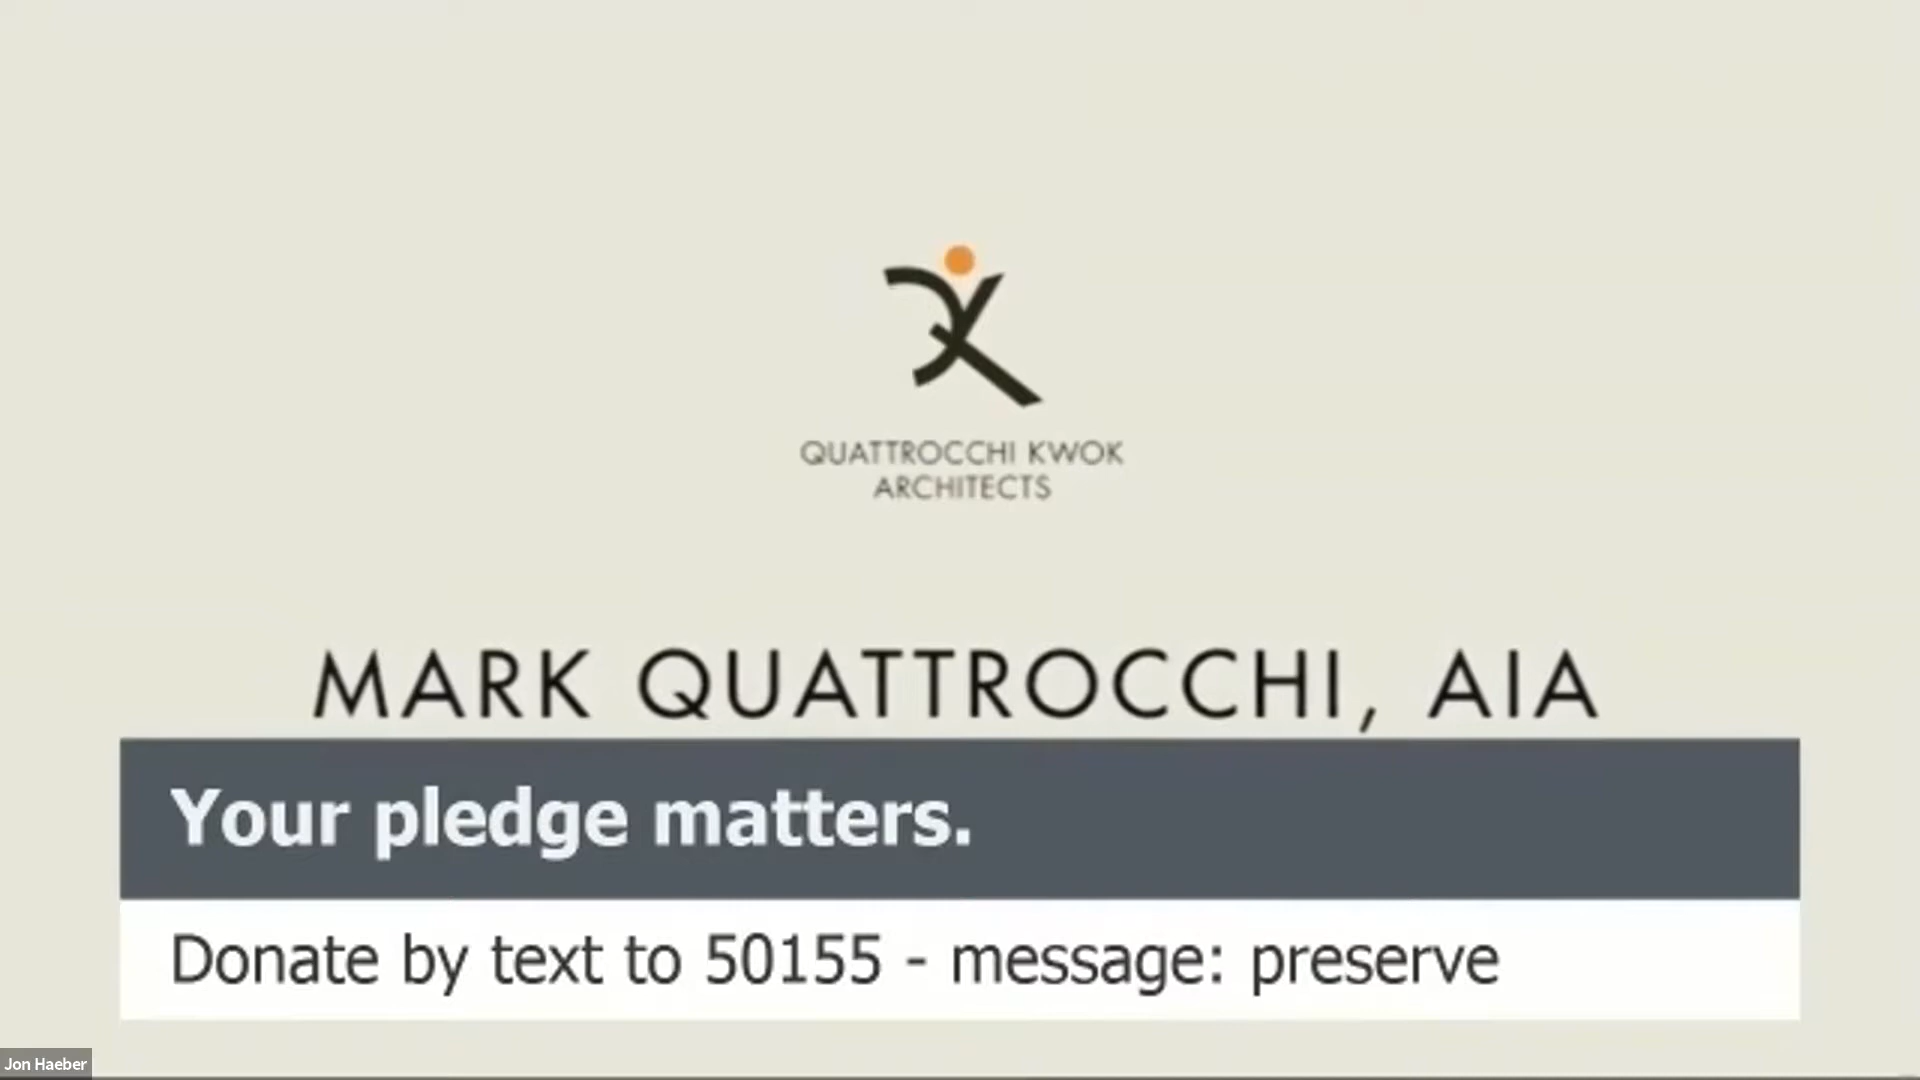 QUATTROCCHI KWOK
ARCHITECTS
MARK QUATTROCCHI, AIA
Your pledge matters.
Donate by text to 50155 - message: preserve
Jon Haeber